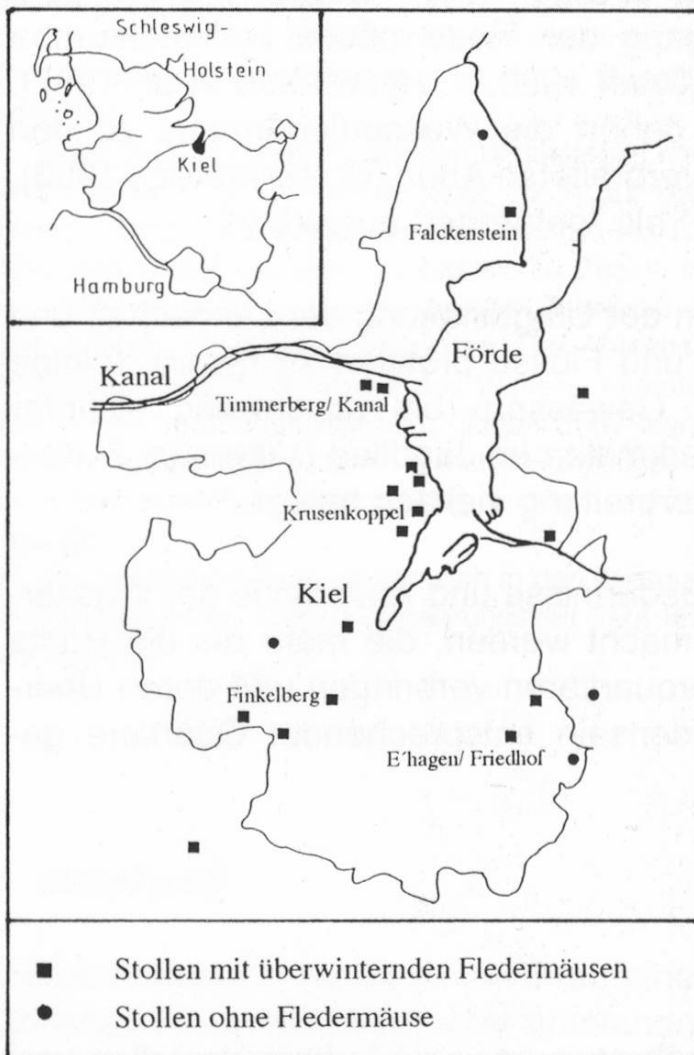 Schleswig-
Holstein
Kiel
Hamburg
Falckenstein
Förde
Kanal
Timmerberg/ Kanal
Krusenkoppel
Kiel
Finkelberg
E'hagen/ Friedhof
Stollen mit überwinternden Fledermäusen
Stollen ohne Fledermäuse